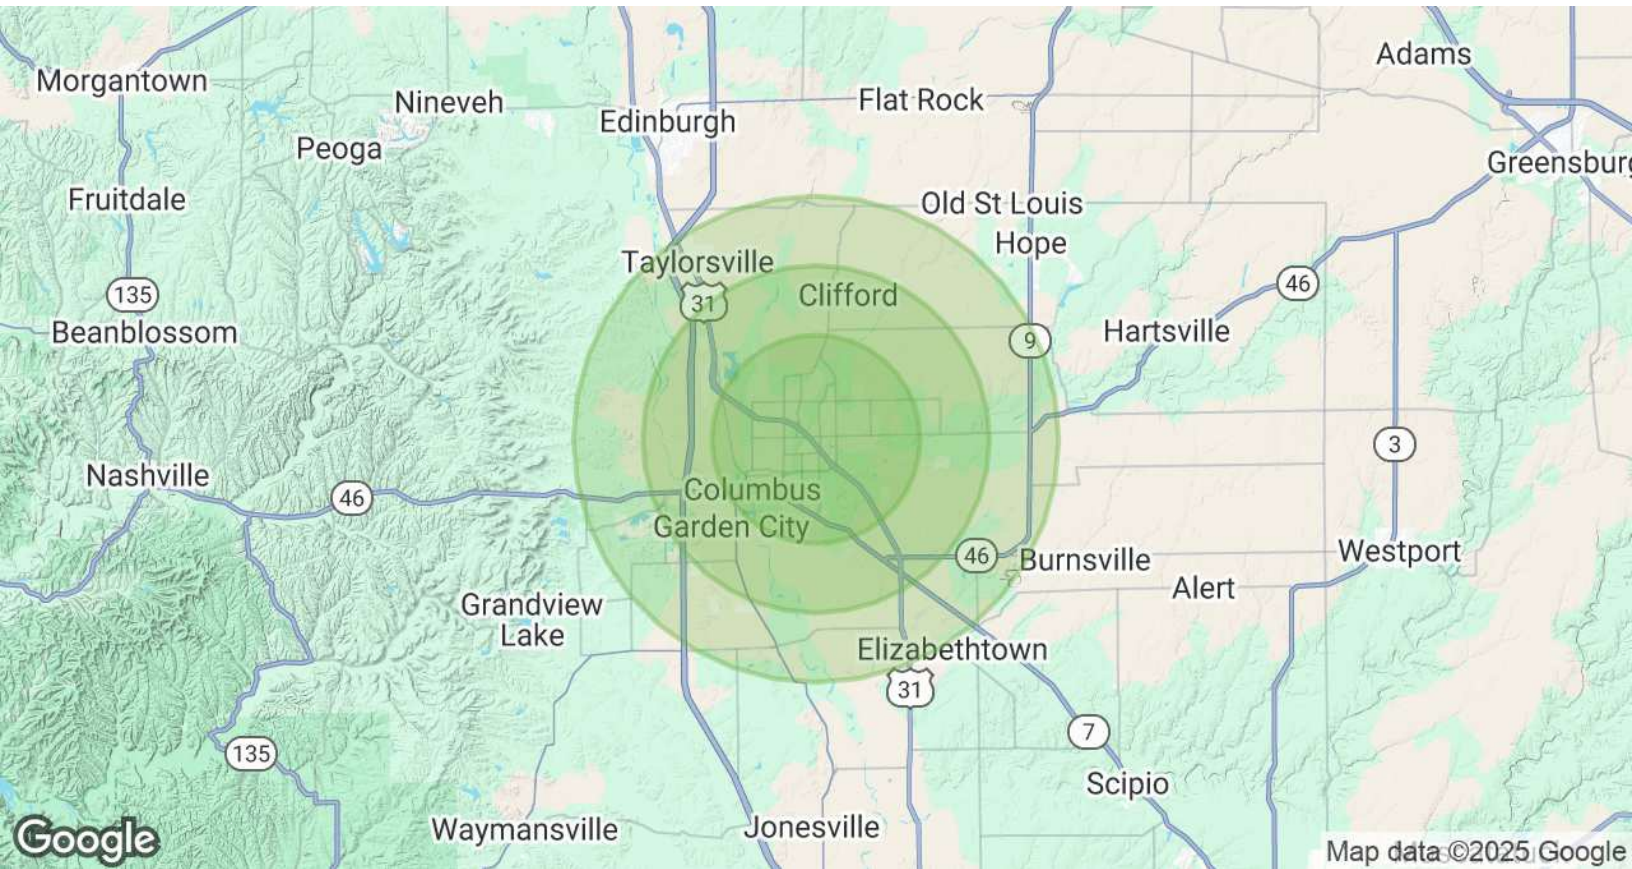 Adams
Morgantown
Nineveh
Flat Rock
Edinburgh
Peoga
Greensburg
Fruitdale
Old St Louis
Hope
Taylorsville
46
135
31
Clifford
Beanblossom
9
Hartsville
3
Nashville
46
Columbus
Garden City
46
Burnsville
Westport
Alert
Grandview
Lake
Elizabethtown
31
7
135
Scipio
Waymansville
Jonesville
Google
Map data ©2025 Google